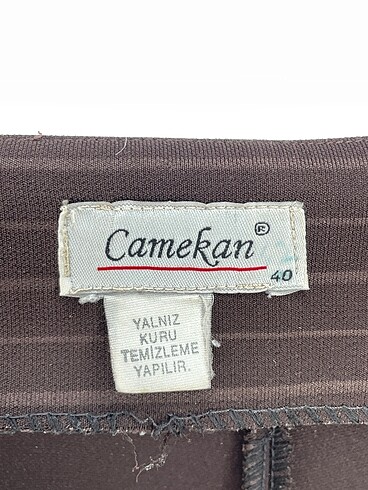 Camekan®
40
YALNIZ
KURU
TEMİZLEME
YAPILIR.